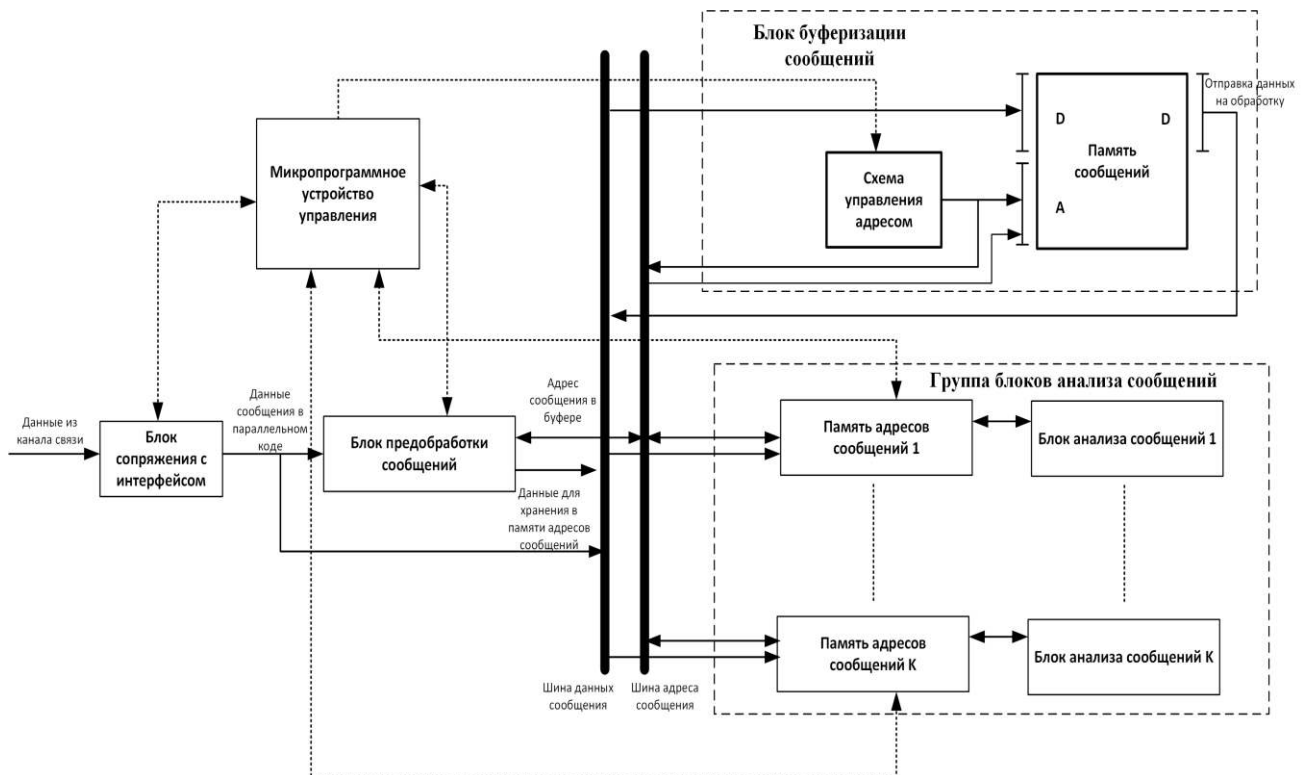 Блок буферизации
сообщений
Отправка данных
на обработку
D
D
Память
сообщений
A
Микропрограммное
устройство
управления
Схема
управления
адресом
Группа блоков анализа сообщений
Данные из
канала связи
Блок
сопряжения с
интерфейсом
Данные
сообщения в
параллельном
коде
Блок предобработки
сообщений
Адрес
сообщения в
буфере
Данные для
хранения в
памяти адресов
сообщений
Память адресов
сообщений 1
Блок анализа сообщений 1
Память адресов
сообщений K
Блок анализа сообщений K
Шина данных
сообщения
Шина адреса
сообщения